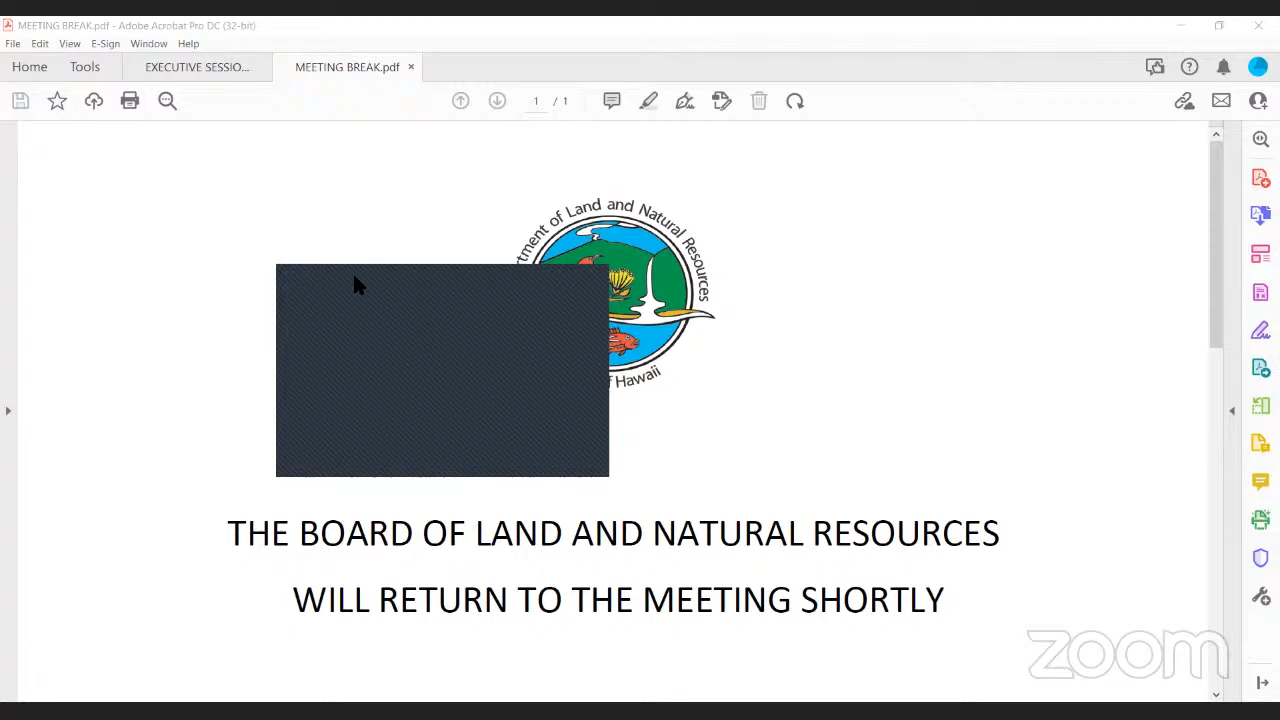 MEETING BREAK.pdf - Adobe Acrobat Pro DC (32-bit)
File Edit View E-Sign Window Help
Home Tools EXECUTIVE SESSIO... MEETING BREAK.pdf ×
1 / 1
of Land and Natural Resources
Hawaii
THE BOARD OF LAND AND NATURAL RESOURCES
WILL RETURN TO THE MEETING SHORTLY
zoom